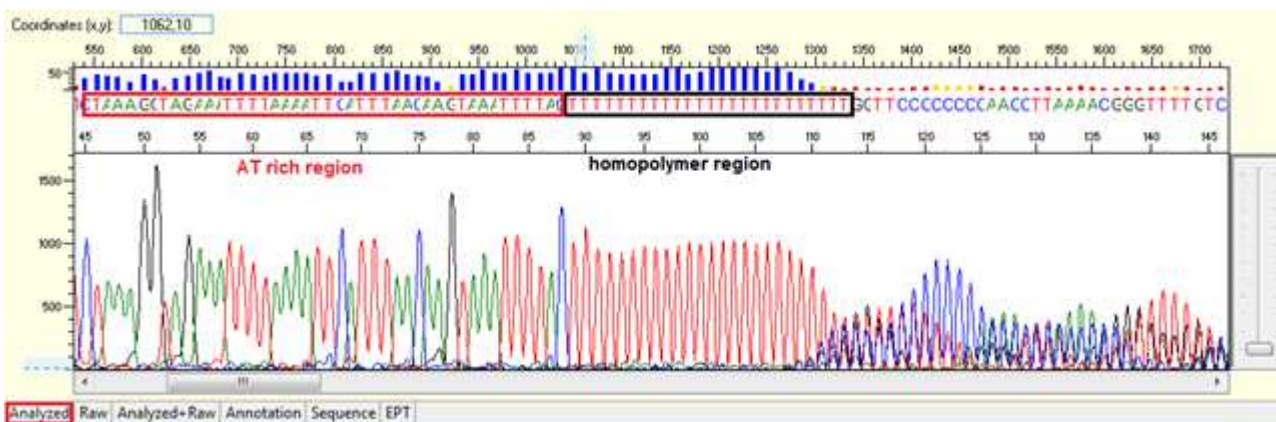 Coordinates (x,y): 1062,10
550 600 650 700 750 800 850 900 950 1000 1100 1150 1200 1250 1300 1350 1400 1450 1500 1550 1600 1650 1700
50
45 50 55 60 65 70 75 80 85 90 95 100 105 110 115 120 125 130 135 140 145
AT rich region homopolymer region
1500
1000
500
Analyzed Raw Analyzed+Raw Annotation Sequence EPT